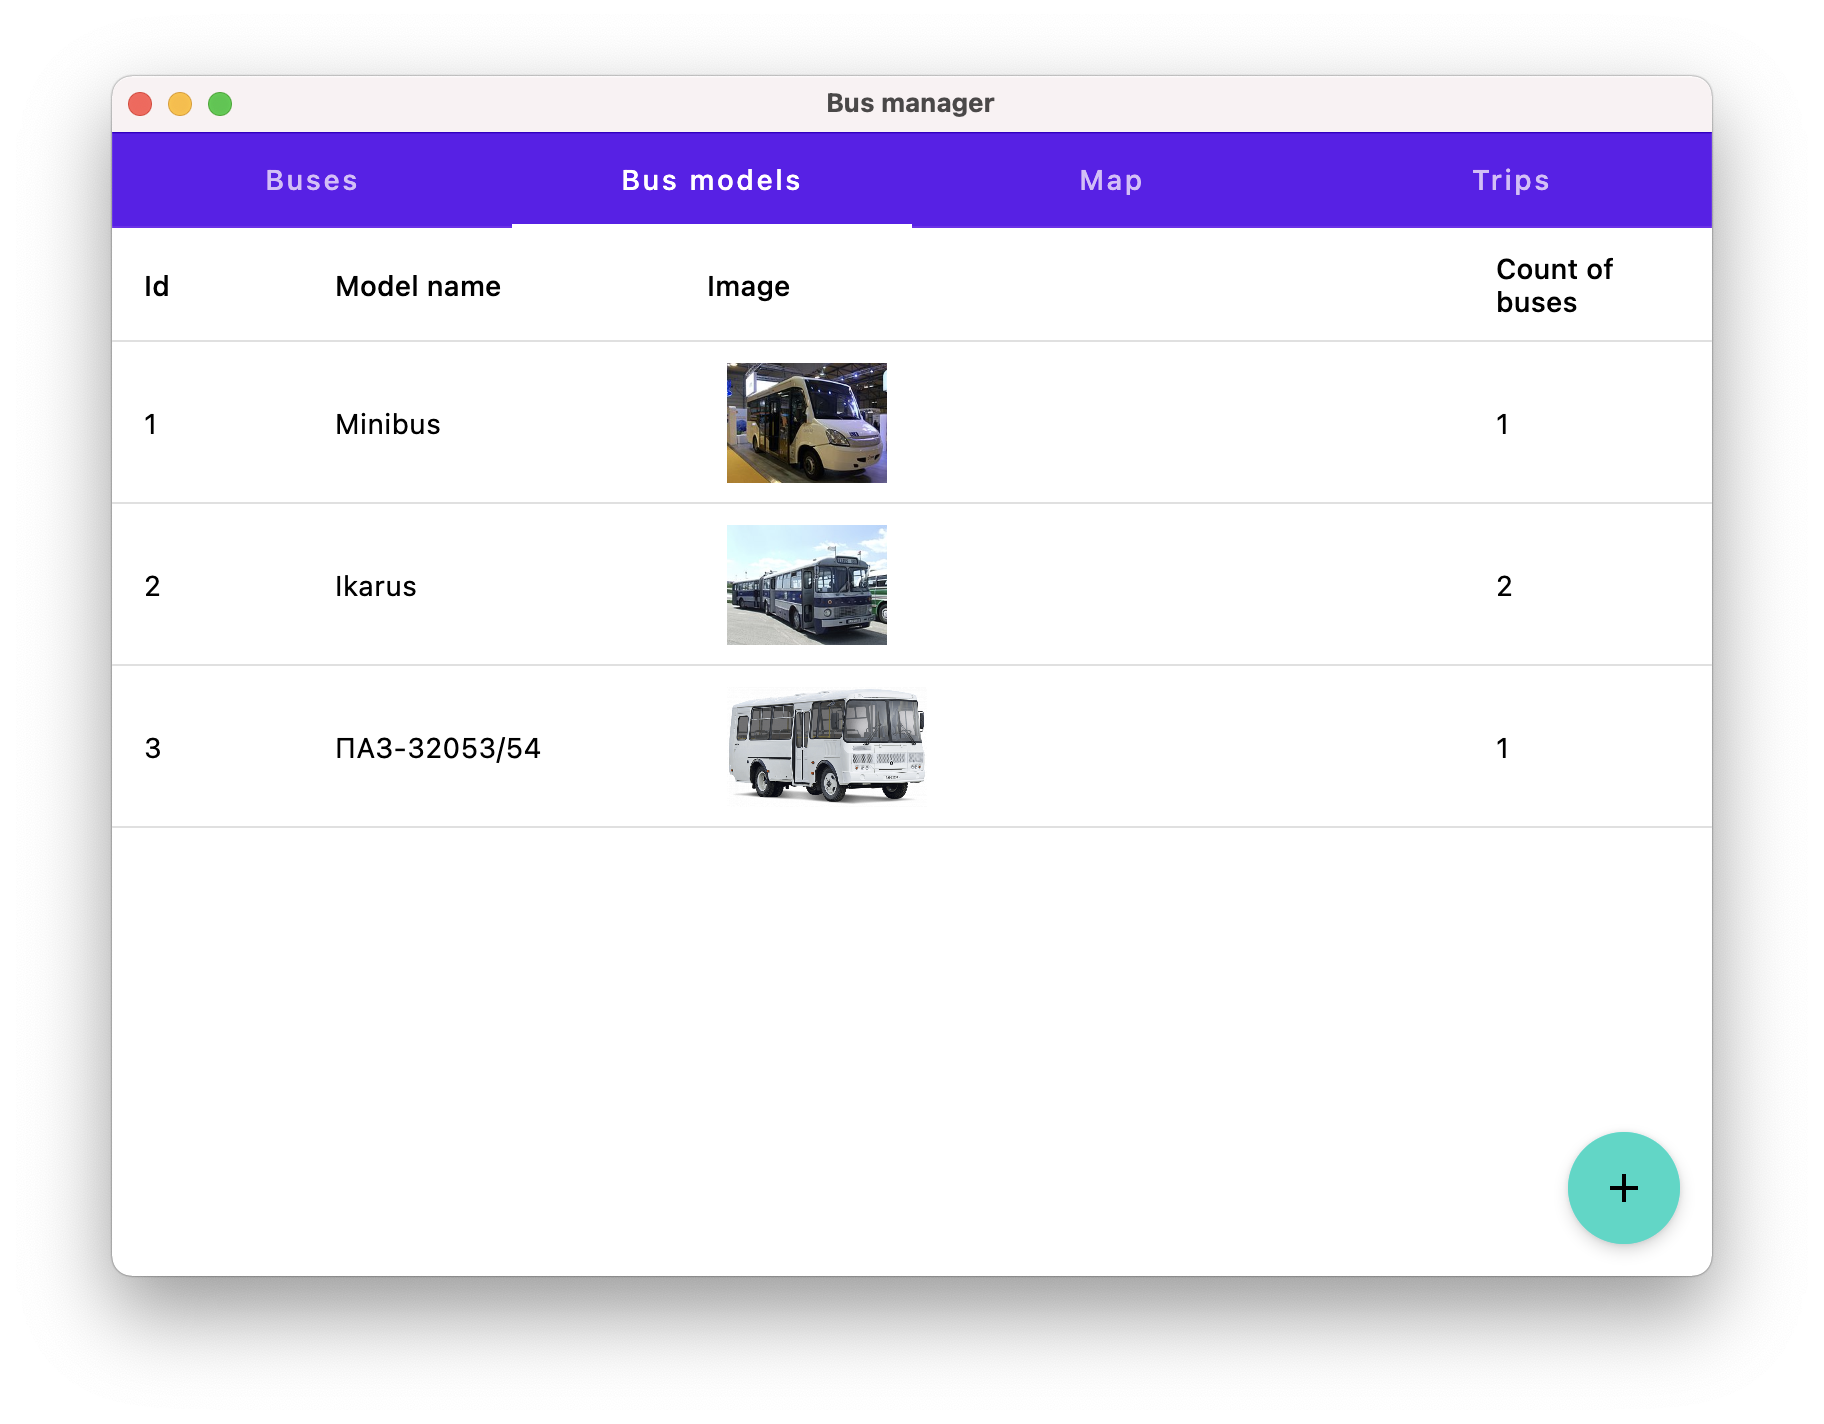 Bus manager
Buses
Bus models
Map
Trips
Id
Model name
Image
Count of
buses
1
Minibus
1
2
Ikarus
2
3
ПАЗ-32053/54
1